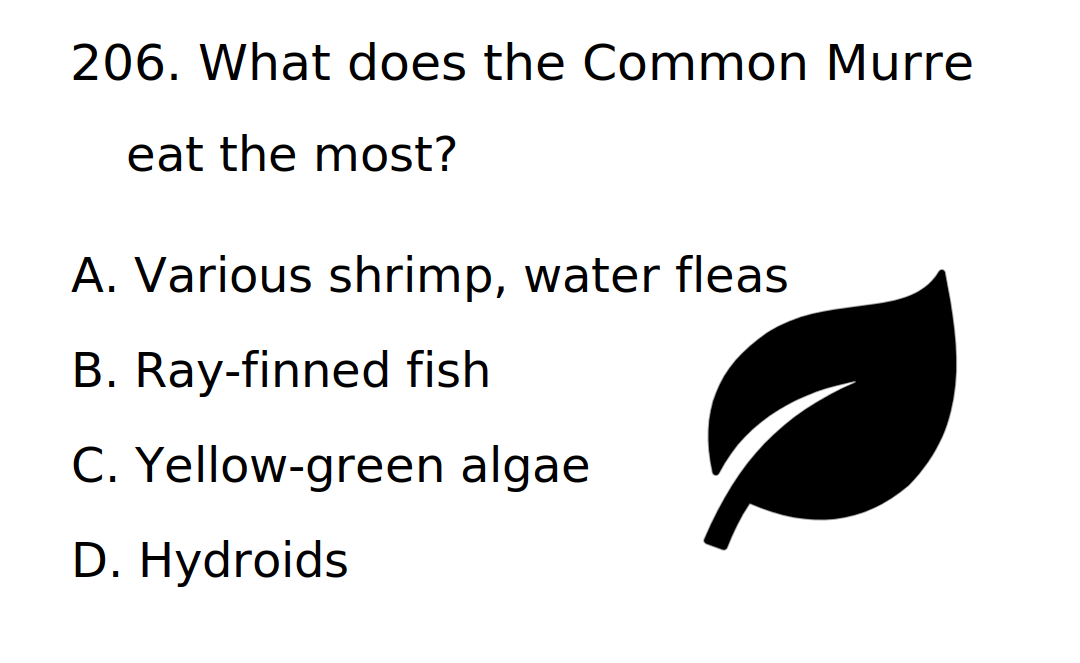 206. What does the Common Murre
eat the most?
A. Various shrimp, water fleas
B. Ray-finned fish
C. Yellow-green algae
D. Hydroids